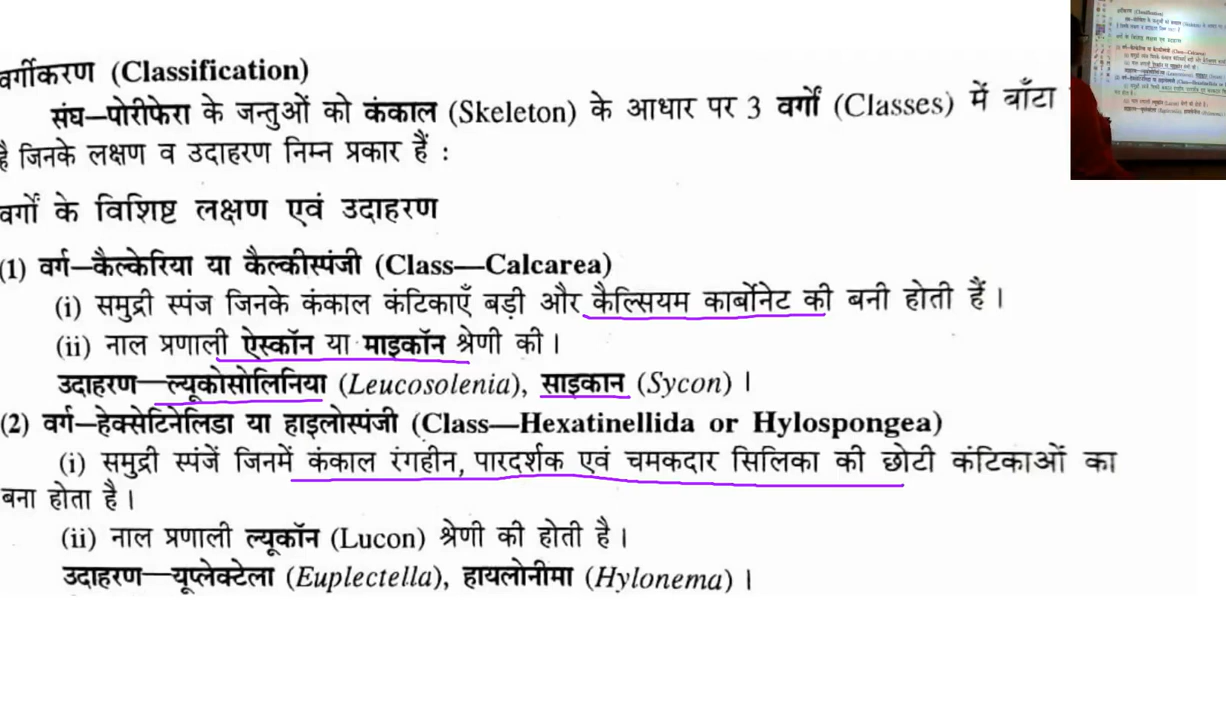 वर्गीकरण (Classification)
संघ–पोरीफेरा के जन्तुओं को कंकाल (Skeleton) के आधार पर 3 वर्गों (Classes) में बाँटा
है जिनके लक्षण व उदाहरण निम्न प्रकार हैं :
वर्गों के विशिष्ट लक्षण एवं उदाहरण
(1) वर्ग–कैल्केरिया या कैल्कीस्पंजी (Class—Calcarea)
(i) समुद्री स्पंज जिनके कंकाल कंटिकाएँ बड़ी और कैल्सियम कार्बोनेट की बनी होती हैं।
(ii) नाल प्रणाली ऐस्कॉन या माइकॉन श्रेणी की।
उदाहरण—ल्यूकोसोलिनिया (Leucosolenia), साइकान (Sycon)।
(2) वर्ग–हेक्सेटिनेलिडा या हाइलोस्पंजी (Class—Hexatinellida or Hylospongea)
(i) समुद्री स्पंजें जिनमें कंकाल रंगहीन, पारदर्शक एवं चमकदार सिलिका की छोटी कंटिकाओं का
बना होता है।
(ii) नाल प्रणाली ल्यूकॉन (Lucon) श्रेणी की होती है।
उदाहरण—यूप्लेक्टेला (Euplectella), हायलोनीमा (Hylonema)।